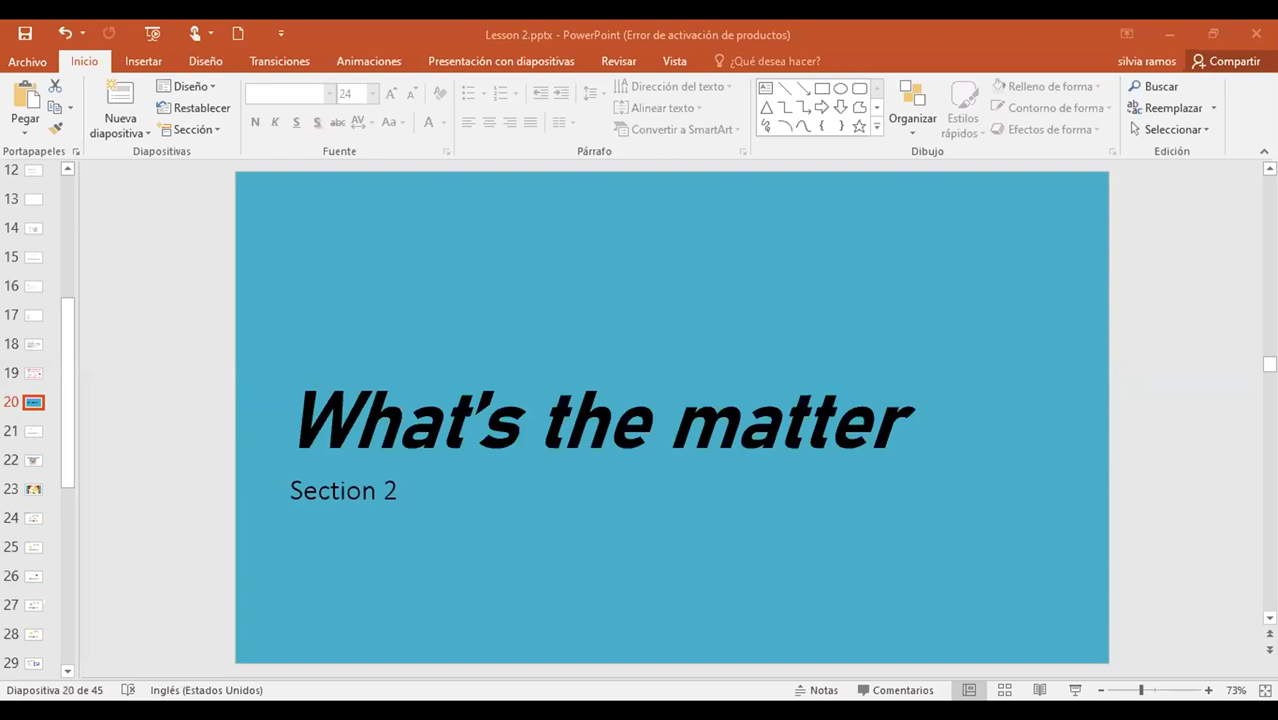 Lesson 2.pptx - PowerPoint (Error de activación de productos)
Archivo Inicio Insertar Diseño Transiciones Animaciones Presentación con diapositivas Revisar Vista ¿Qué desea hacer? silvia ramos Compartir
Pegar
Nueva diapositiva
Diseño
Restablecer
Sección
24
N K S S abc AV Aa A
Dirección del texto
Alinear texto
Convertir a SmartArt
Organizar
Estilos rápidos
Relleno de forma
Contorno de forma
Efectos de forma
Buscar
Reemplazar
Seleccionar
Portapapeles Diapositivas Fuente Párrafo Dibujo Edición
12
13
14
15
16
17
18
19
20
21
22
23
24
25
26
27
28
29
What's the matter
Section 2
Diapositiva 20 de 45 Inglés (Estados Unidos) Notas Comentarios 73%